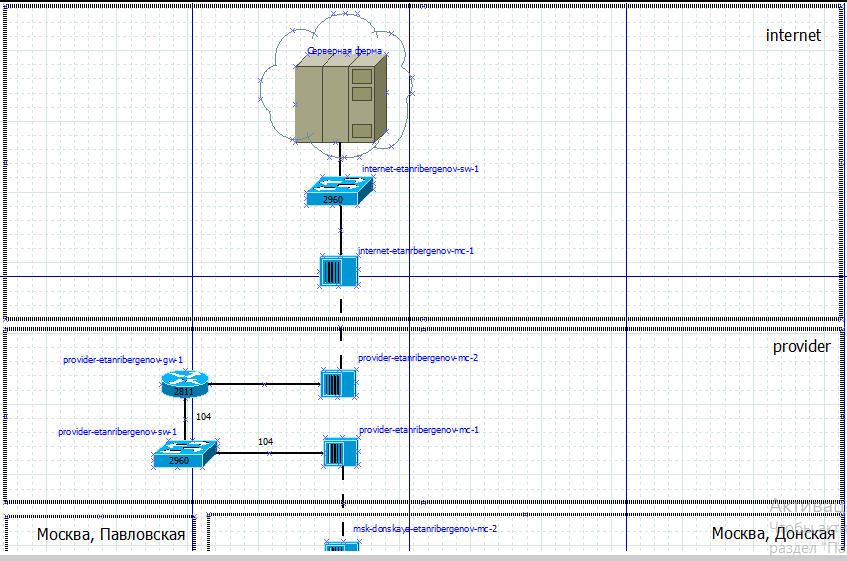 internet
Серверная ферма
internet-etanribergenov-sw-1
2960
internet-etanribergenov-mc-1
provider
provider-etanribergenov-gw-1
provider-etanribergenov-mc-2
2811
104
provider-etanribergenov-sw-1
provider-etanribergenov-mc-1
104
2960
Москва, Павловская
msk-donskaya-etanribergenov-mc-2
Москва, Донская
Активац
Чтобы акти
раздел "Па